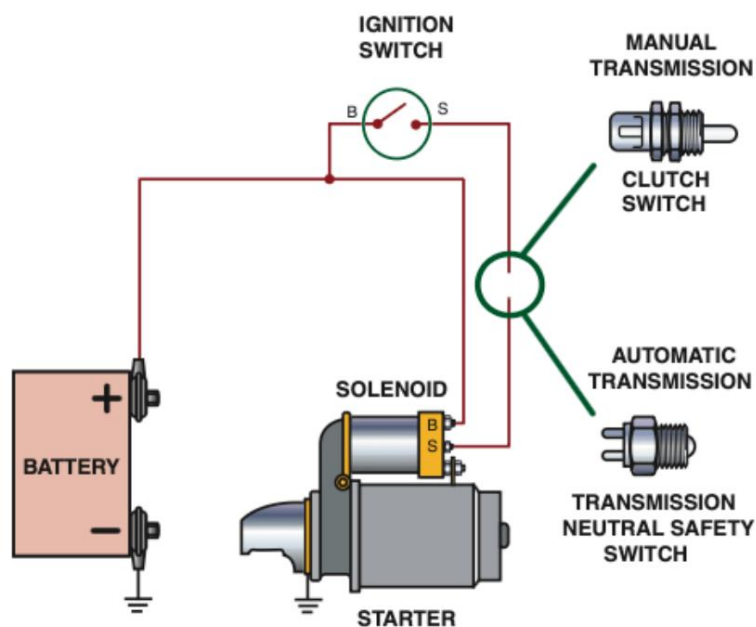 IGNITION
SWITCH
B
S
MANUAL
TRANSMISSION
CLUTCH
SWITCH
AUTOMATIC
TRANSMISSION
SOLENOID
B
S
+
BATTERY
−
TRANSMISSION
NEUTRAL SAFETY
SWITCH
STARTER